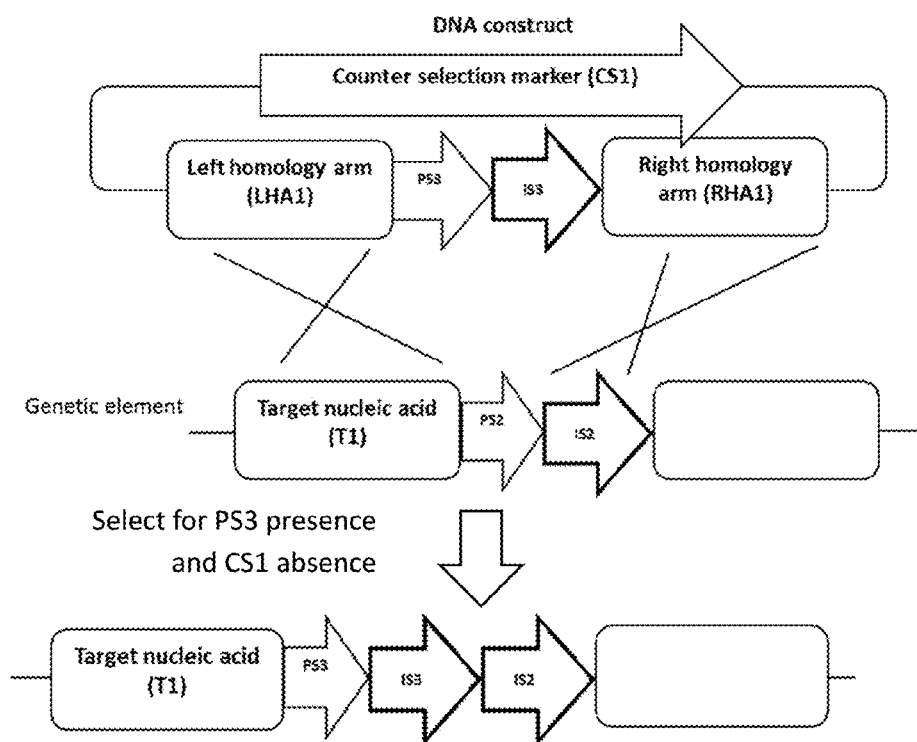 DNA construct
Counter selection marker (CS1)
Left homology arm
(LHA1)
PS3
IS3
Right homology
arm (RHA1)
Genetic element
Target nucleic acid
(T1)
PS2
IS2
Select for PS3 presence
and CS1 absence
Target nucleic acid
(T1)
PS3
IS3
IS2